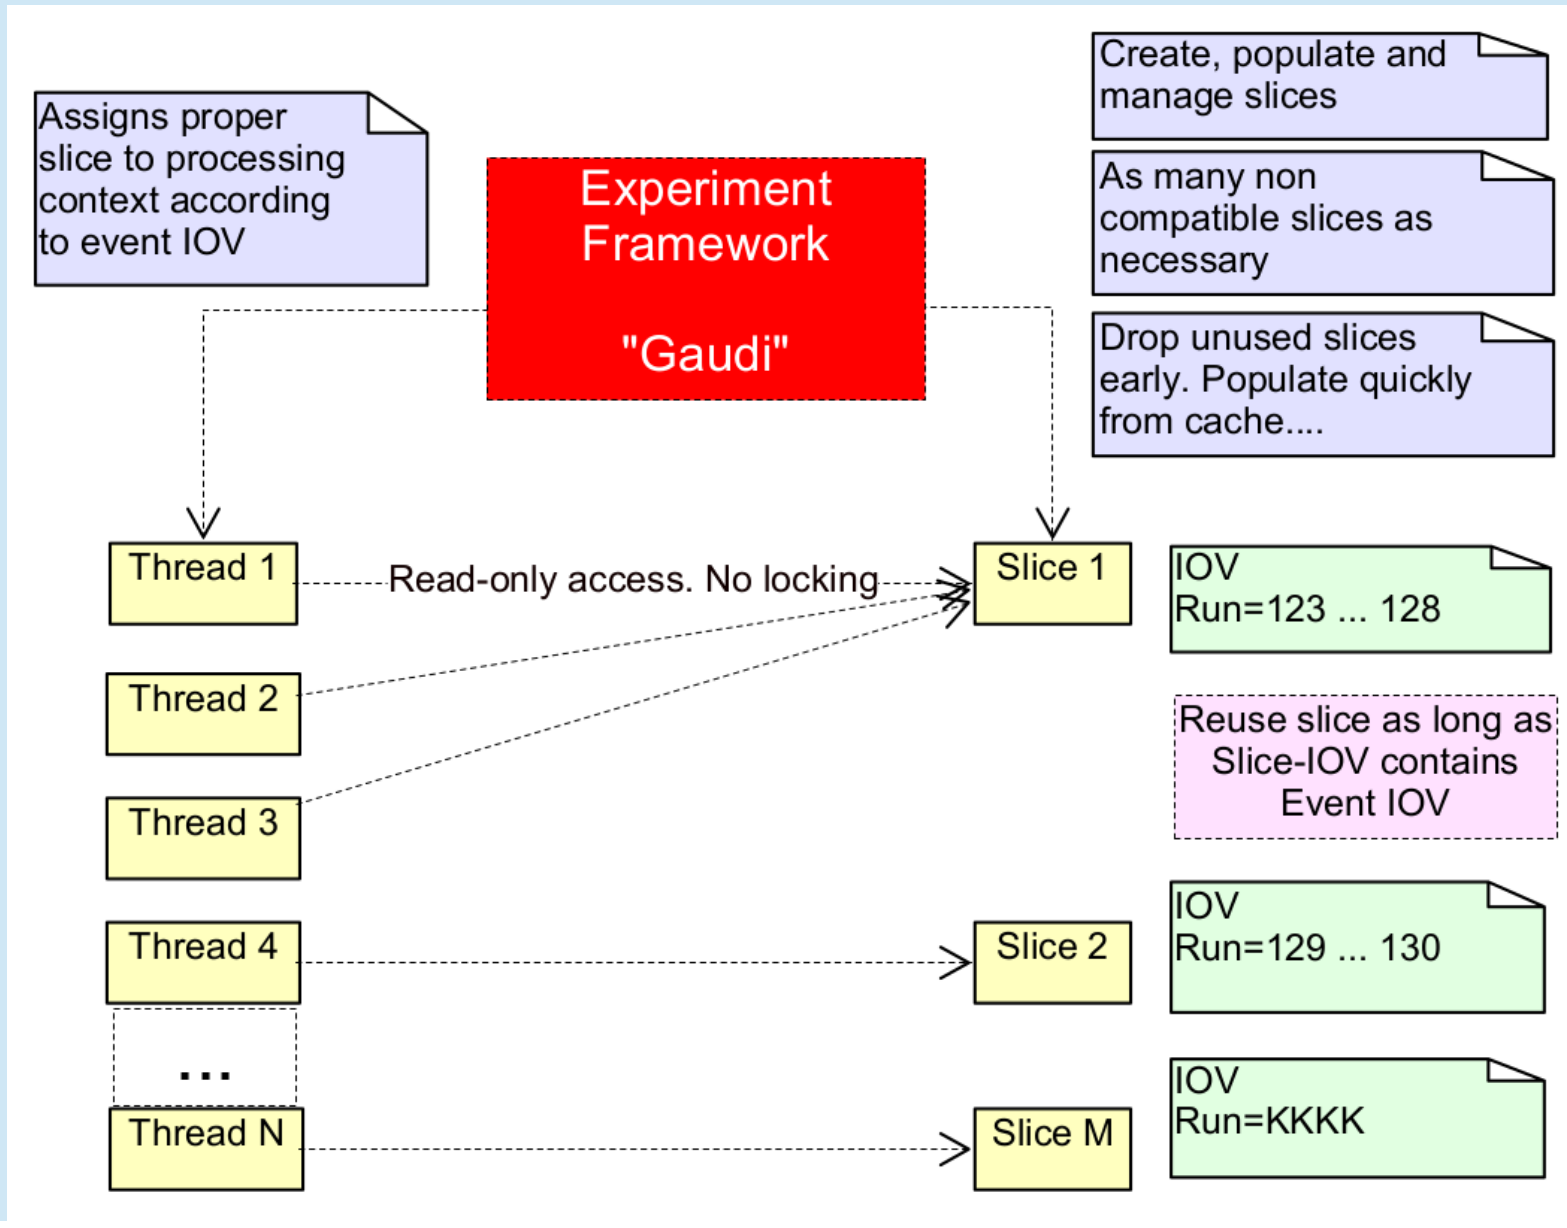 Assigns proper
slice to processing
context according
to event IOV
Experiment
Framework
"Gaudi"
Create, populate and
manage slices
As many non
compatible slices as
necessary
Drop unused slices
early. Populate quickly
from cache....
Thread 1
Read-only access. No locking
Slice 1
IOV
Run=123 ... 128
Thread 2
Reuse slice as long as
Slice-IOV contains
Event IOV
Thread 3
Thread 4
Slice 2
IOV
Run=129 ... 130
...
Thread N
Slice M
IOV
Run=KKKK